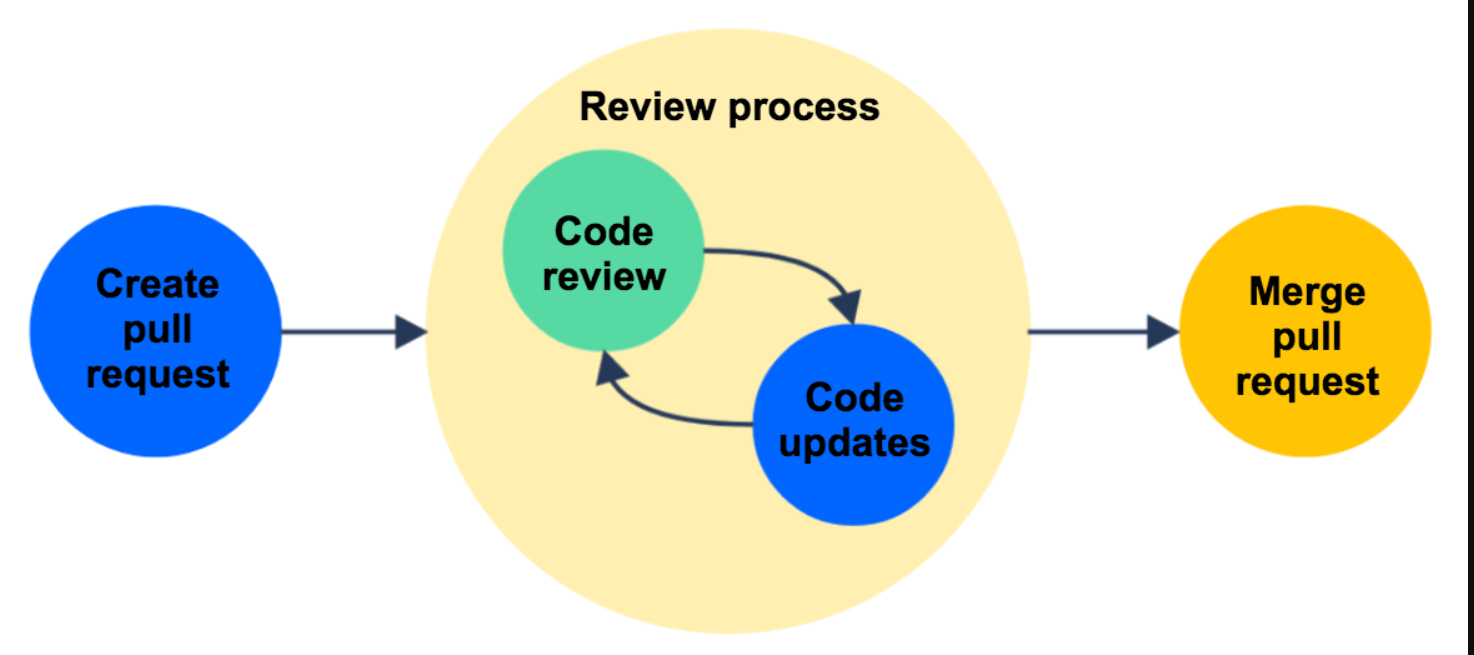 Review process
Code
review
Create
pull
request
Code
updates
Merge
pull
request